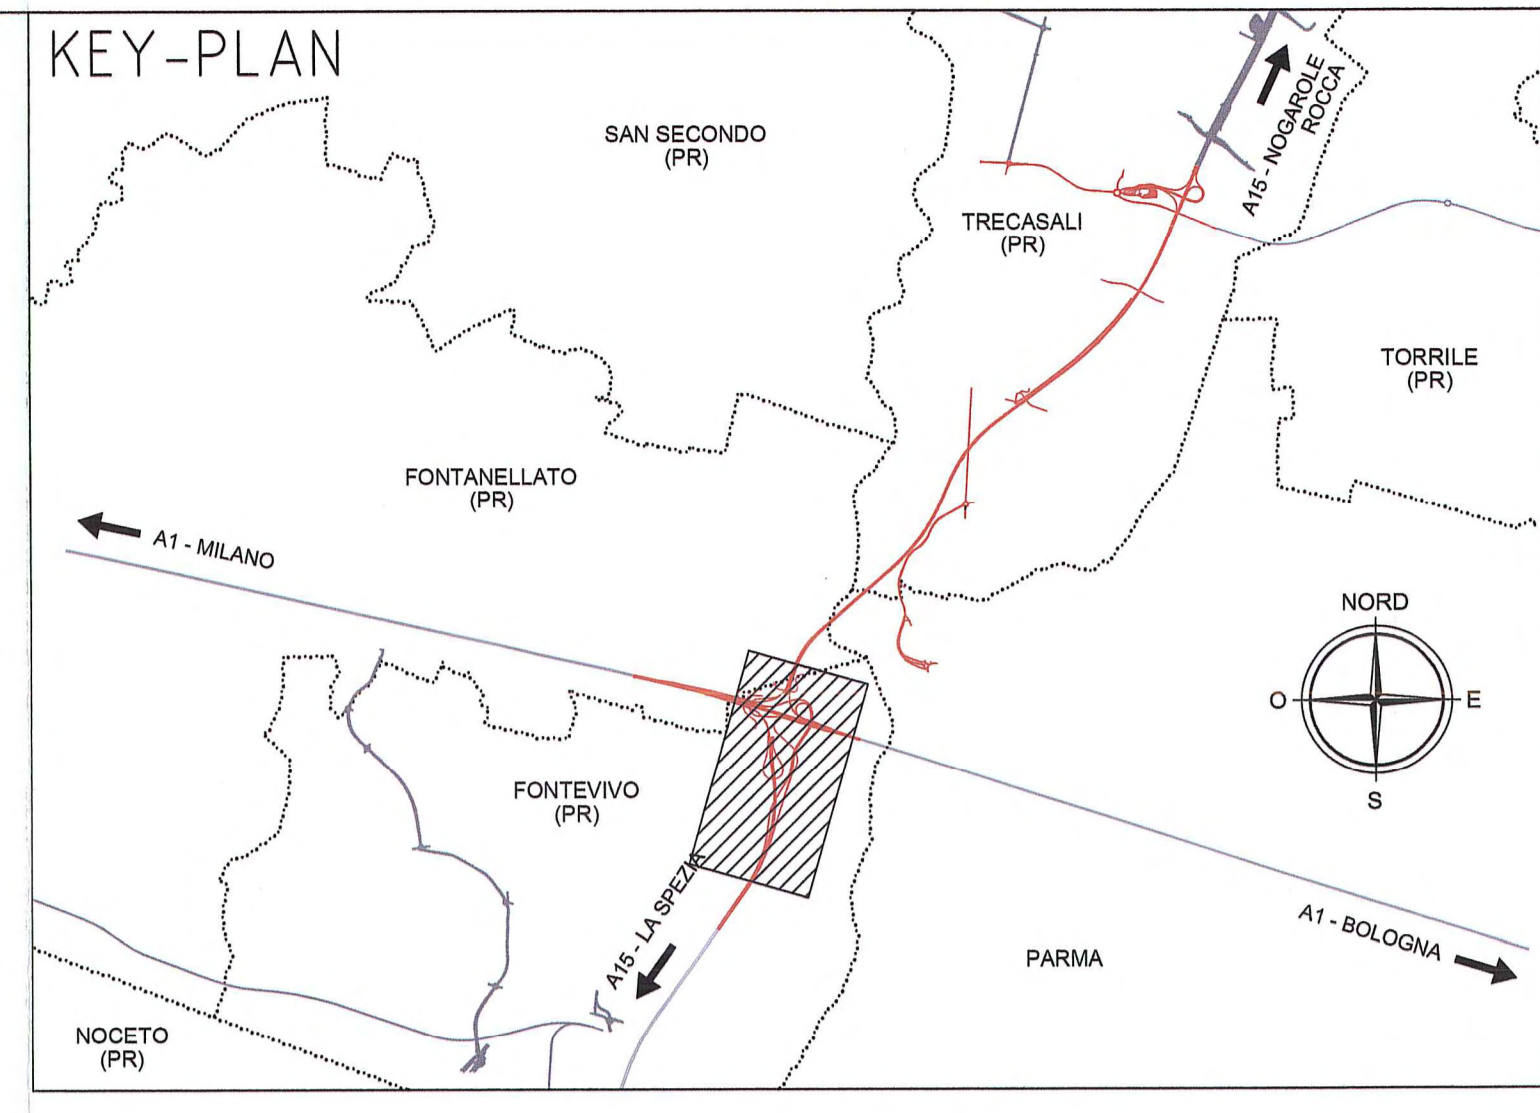 KEY-PLAN
SAN SECONDO
(PR)
A15 - NOGAROLE
ROCCA
TRECASALI
(PR)
TORRILE
(PR)
FONTANELLATO
(PR)
A1 - MILANO
NORD
O
E
S
FONTEVIVO
(PR)
A15 - LA SPEZIA
A1 - BOLOGNA
PARMA
NOCETO
(PR)